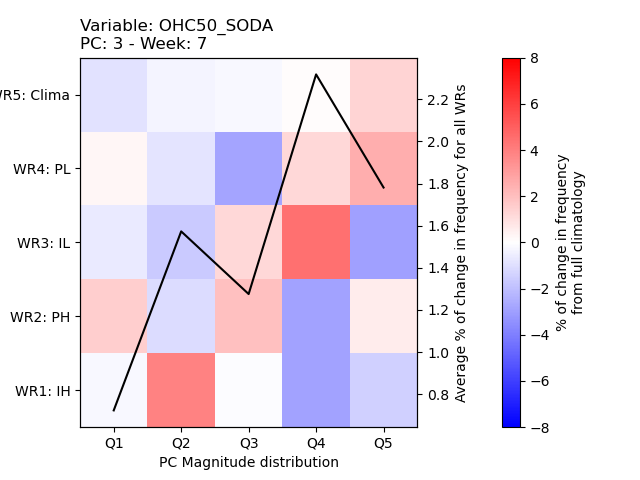 Variable: OHC50_SODA
PC: 3 - Week: 7
WR5: Clima
WR4: PL
WR3: IL
WR2: PH
WR1: IH
Q1 Q2 Q3 Q4 Q5
PC Magnitude distribution
2.2
2.0
1.8
1.6
1.4
1.2
1.0
0.8
Average % of change in frequency for all WRs
8
6
4
2
0
−2
−4
−6
−8
% of change in frequency
from full climatology